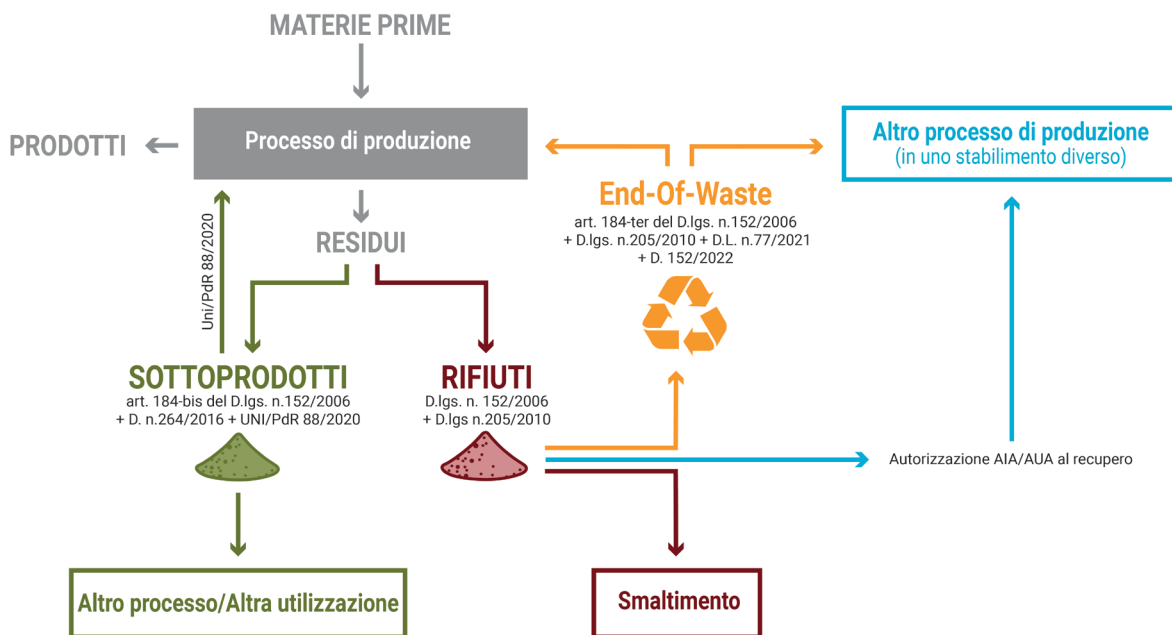 MATERIE PRIME
PRODOTTI
Processo di produzione
Altro processo di produzione
(in uno stabilimento diverso)
End-Of-Waste
art. 184-ter del D.lgs. n.152/2006
+ D.lgs. n.205/2010 + D.L. n.77/2021
+ D. 152/2022
RESIDUI
Uni/PdR 88/2020
SOTTOPRODOTTI
art. 184-bis del D.lgs. n.152/2006
+ D. n.264/2016 + UNI/PdR 88/2020
RIFIUTI
D.lgs. n. 152/2006
+ D.lgs n.205/2010
Autorizzazione AIA/AUA al recupero
Altro processo/Altra utilizzazione
Smaltimento